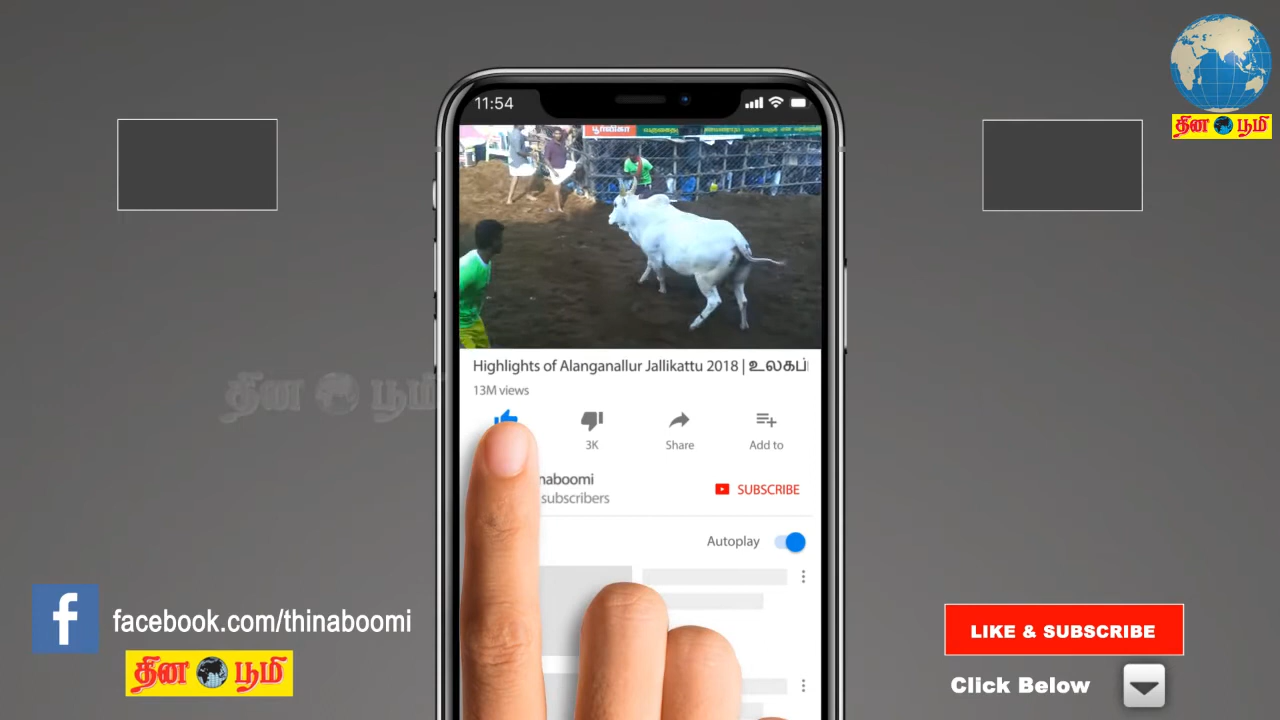 தின பூமி
11:54
பூர்விகா
Highlights of Alanganallur Jallikattu 2018 | உலகப்
13M views
தின பூமி
3K
Share
Add to
naboomi
subscribers
SUBSCRIBE
Autoplay
facebook.com/thinaboomi
தின பூமி
LIKE & SUBSCRIBE
Click Below